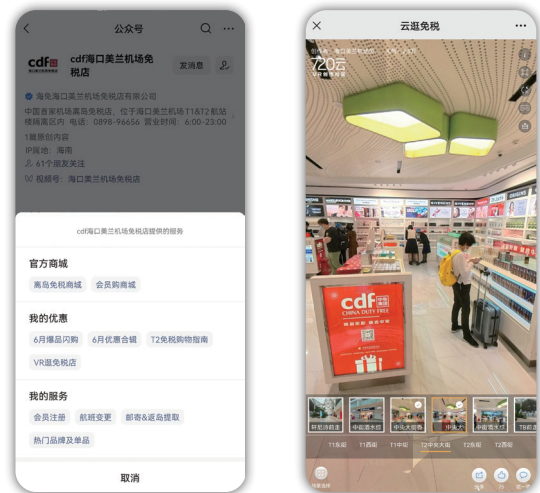 公众号
cdf海口美兰机场免
税店
发消息
海免海口美兰机场免税店有限公司
中国首家机场离岛免税店，位于海口美兰机场T1&T2航站
楼隔离区内 电话：0898-96656 营业时间：6:00-23:00
1篇原创内容
IP属地：海南
61个朋友关注
视频号：海口美兰机场免税店
cdf海口美兰机场免税店提供的服务
官方商城
离岛免税商城 会员购商城
我的优惠
6月爆品闪购 6月优惠合辑 T2免税购物指南
VR逛免税店
我的服务
会员注册 航班变更 邮寄&返岛提取
热门品牌及单品
取消
云逛免税
720云
cdf
CHINA DUTY FREE
T1东街 T1西街 T1中街 T2中央大街 T2东街 T2西街